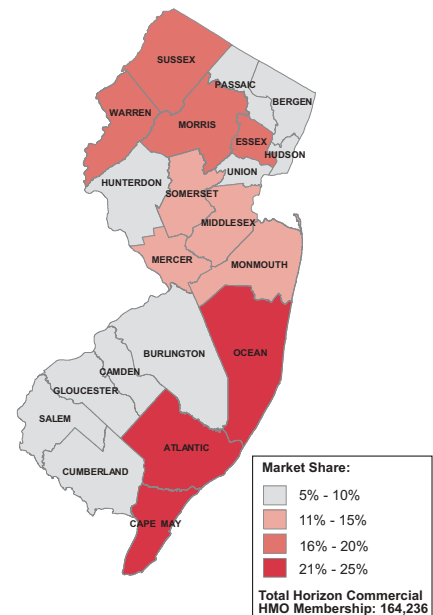 SUSSEX
PASSAIC
BERGEN
WARREN
MORRIS
ESSEX
HUDSON
UNION
HUNTERDON
SOMERSET
MIDDLESEX
MERCER
MONMOUTH
OCEAN
BURLINGTON
CAMDEN
GLOUCESTER
SALEM
ATLANTIC
CUMBERLAND
CAPE MAY
Market Share:
5% - 10%
11% - 15%
16% - 20%
21% - 25%
Total Horizon Commercial
HMO Membership: 164,236